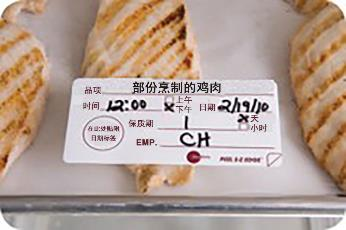 品项 部份烹制的鸡肉
时间 12:00 上午
下午 日期 2/19/10
在此处贴附
日期标签
保质期 1 天
小时
EMP. CH
PEEL E-Z EDGE